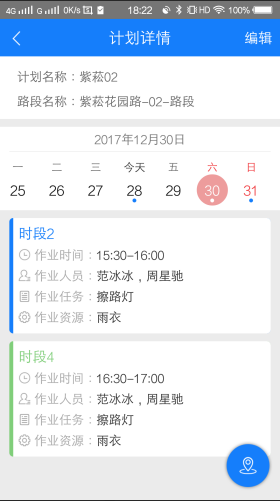 4G G 0K/s 18:22 HD 100%
计划详情 编辑
计划名称：紫菘02
路段名称：紫菘花园路-02-路段
2017年12月30日
一 二 三 今天 五 六 日
25 26 27 28 29 30 31
时段2
作业时间：15:30-16:00
作业人员：范冰冰，周星驰
作业任务：擦路灯
作业资源：雨衣
时段4
作业时间：16:30-17:00
作业人员：范冰冰，周星驰
作业任务：擦路灯
作业资源：雨衣